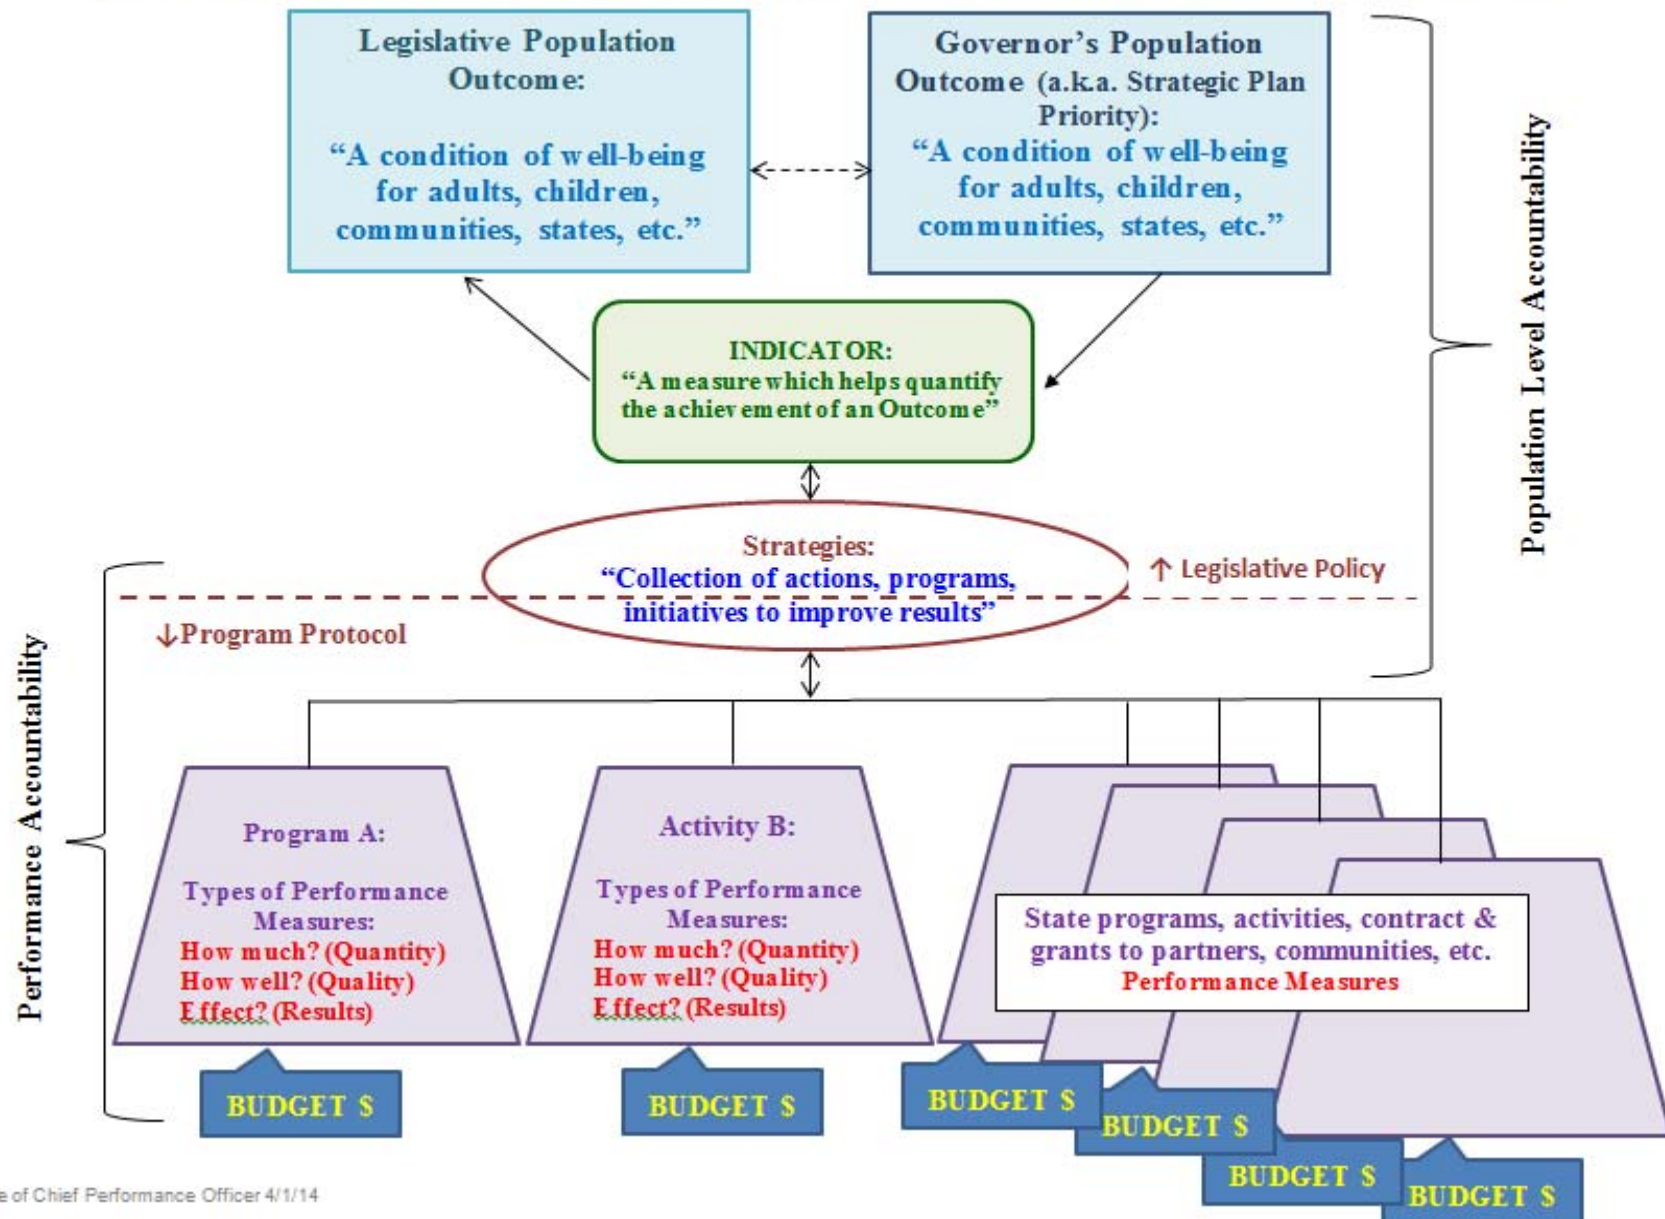 Legislative Population
Outcome:
“A condition of well-being
for adults, children,
communities, states, etc.”
Governor’s Population
Outcome (a.k.a. Strategic Plan
Priority):
“A condition of well-being
for adults, children,
communities, states, etc.”
Population Level Accountability
INDICATOR:
“A measure which helps quantify
the achievement of an Outcome”
Strategies:
“Collection of actions, programs,
initiatives to improve results”
↑ Legislative Policy
↓Program Protocol
Performance Accountability
Program A:
Types of Performance
Measures:
How much? (Quantity)
How well? (Quality)
Effect? (Results)
Activity B:
Types of Performance
Measures:
How much? (Quantity)
How well? (Quality)
Effect? (Results)
State programs, activities, contract &
grants to partners, communities, etc.
Performance Measures
BUDGET $
BUDGET $
BUDGET $
BUDGET $
BUDGET $
BUDGET $
of Chief Performance Officer 4/1/14